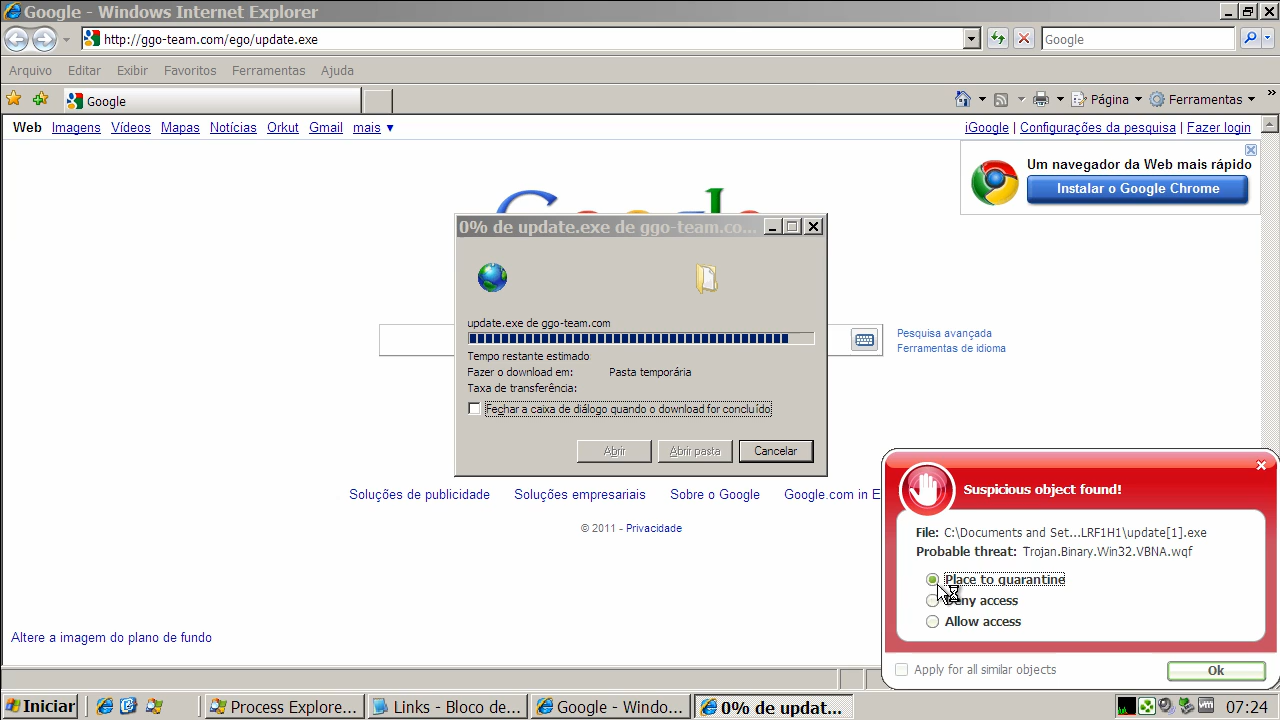 Google - Windows Internet Explorer
http://ggo-team.com/ego/update.exe
Google
Arquivo Editar Exibir Favoritos Ferramentas Ajuda
Google
Página Ferramentas »
Web Imagens Vídeos Mapas Notícias Orkut Gmail mais ▼
iGoogle | Configurações da pesquisa | Fazer login
Um navegador da Web mais rápido
Instalar o Google Chrome
0% de update.exe de ggo-team.co...
update.exe de ggo-team.com
Tempo restante estimado
Fazer o download em: Pasta temporária
Taxa de transferência:
Fechar a caixa de diálogo quando o download for concluído
Abrir Abrir pasta Cancelar
Pesquisa avançada
Ferramentas de idioma
Soluções de publicidade Soluções empresariais Sobre o Google Google.com in E
© 2011 - Privacidade
Altere a imagem do plano de fundo
Suspicious object found!
File: C:\Documents and Set...LRF1H1\update[1].exe
Probable threat: Trojan.Binary.Win32.VBNA.wqf
Place to quarantine
Deny access
Allow access
Apply for all similar objects
Ok
Iniciar
Process Explore...
Links - Bloco de...
Google - Windo...
0% de updat...
07:24